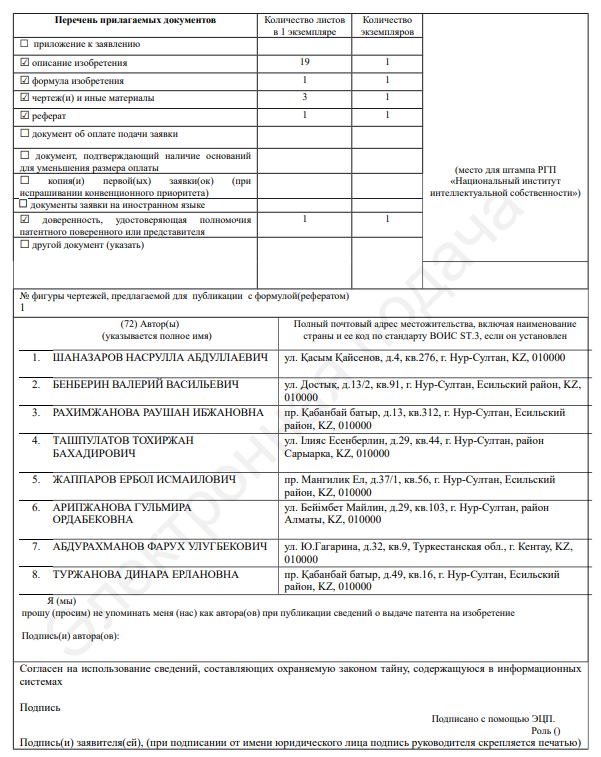 Перечень прилагаемых документов
Количество листов
в 1 экземпляре
Количество
экземпляров
☐ приложение к заявлению
☑ описание изобретения 19 1
☑ формула изобретения 1 1
☑ чертеж(и) и иные материалы 3 1
☑ реферат 1 1
☐ документ об оплате подачи заявки
☐ документ, подтверждающий наличие оснований
для уменьшения размера оплаты
☐ копия(и) первой(ых) заявки(ок) (при
испрашивании конвенционного приоритета)
☐ документы заявки на иностранном языке
☑ доверенность, удостоверяющая полномочия 1 1
патентного поверенного или представителя
☐ другой документ (указать)
(место для штампа РГП
«Национальный институт
интеллектуальной собственности»)
№ фигуры чертежей, предлагаемой для публикации с формулой(рефератом)
1
(72) Автор(ы)
(указывается полное имя)
Полный почтовый адрес местожительства, включая наименование
страны и ее код по стандарту ВОИС ST.3, если он установлен
1. ШАНАЗАРОВ НАСРУЛЛА АБДУЛЛАЕВИЧ
ул. Қасым Қайсенов, д.4, кв.276, г. Нур-Султан, KZ, 010000
2. БЕНБЕРИН ВАЛЕРИЙ ВАСИЛЬЕВИЧ
ул. Достық, д.13/2, кв.91, г. Нур-Султан, Есильский район, KZ,
010000
3. РАХИМЖАНОВА РАУШАН ИБЖАНОВНА
пр. Қабанбай батыр, д.13, кв.312, г. Нур-Султан, Есильский
район, KZ, 010000
4. ТАШПУЛАТОВ ТОХИРЖАН
БАХАДИРОВИЧ
ул. Ілияс Есенберлин, д.29, кв.44, г. Нур-Султан, район
Сарыарка, KZ, 010000
5. ЖАППАРОВ ЕРБОЛ ИСМАИЛОВИЧ
пр. Мангилик Ел, д.37/1, кв.56, г. Нур-Султан, Есильский
район, KZ, 010000
6. АРИПЖАНОВА ГУЛЬМИРА
ОРДАБЕКОВНА
ул. Бейімбет Майлин, д.29, кв.103, г. Нур-Султан, район
Алматы, KZ, 010000
7. АБДУРАХМАНОВ ФАРУХ УЛУГБЕКОВИЧ
ул. Ю.Гагарина, д.32, кв.9, Туркестанская обл., г. Кентау, KZ,
010000
8. ТУРЖАНОВА ДИНАРА ЕРЛАНОВНА
пр. Қабанбай батыр, д.49, кв.16, г. Нур-Султан, Есильский
район, KZ, 010000
Я (мы)
прошу (просим) не упоминать меня (нас) как автора(ов) при публикации сведений о выдаче патента на изобретение
Подпись(и) автора(ов):
Согласен на использование сведений, составляющих охраняемую законом тайну, содержащуюся в информационных
системах
Подпись
Подписано с помощью ЭЦП.
Роль ()
Подпись(и) заявителя(ей), (при подписании от имени юридического лица подпись руководителя скрепляется печатью)
Электронная подача